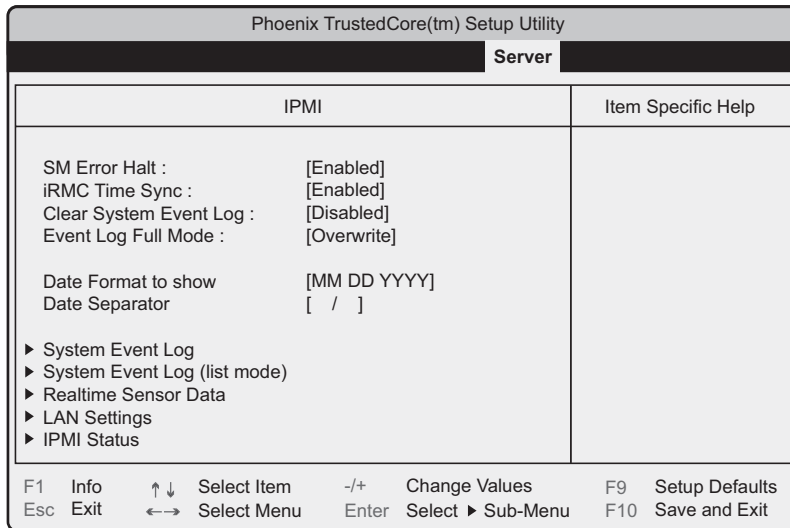 Phoenix TrustedCore(tm) Setup Utility
Server
IPMI
Item Specific Help
SM Error Halt : [Enabled]
iRMC Time Sync : [Enabled]
Clear System Event Log : [Disabled]
Event Log Full Mode : [Overwrite]
Date Format to show [MM DD YYYY]
Date Separator [ / ]
▶ System Event Log
▶ System Event Log (list mode)
▶ Realtime Sensor Data
▶ LAN Settings
▶ IPMI Status
F1 Info ↑↓ Select Item -/+ Change Values F9 Setup Defaults
Esc Exit ←→ Select Menu Enter Select ▶ Sub-Menu F10 Save and Exit